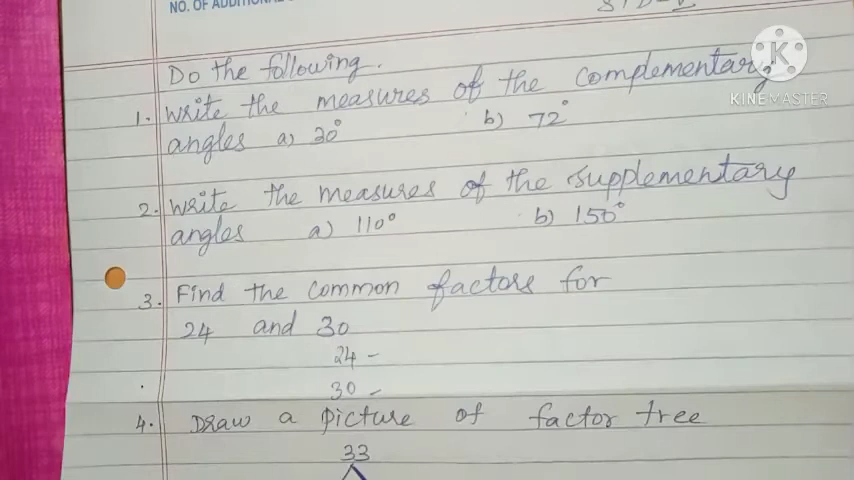 NO. OF ADDITIONAL
Do the following.
1. Write the measures of the complementary
angles a) 30° b) 72°
2. Write the measures of the supplementary
angles a) 110° b) 150°
3. Find the common factors for
24 and 30
24 -
30 -
4. Draw a picture of factor tree
33
KINEMASTER